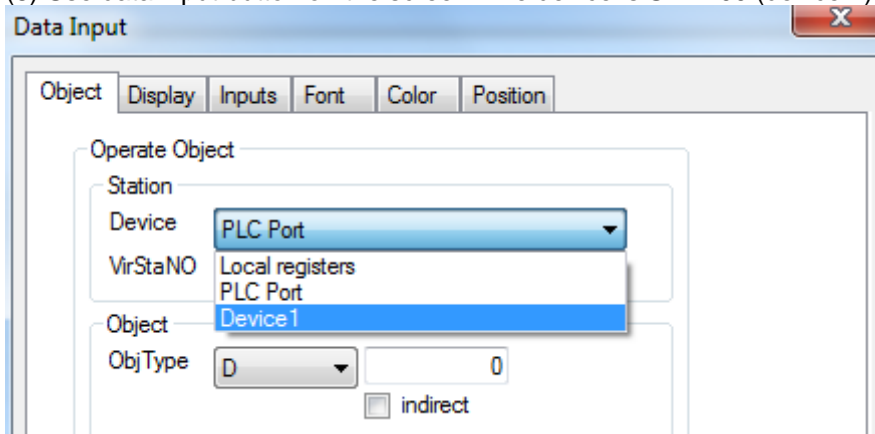 Data Input
Object Display Inputs Font Color Position
Operate Object
Station
Device PLC Port
VirStaNO Local registers
PLC Port
Device1
Object
ObjType D 0
indirect